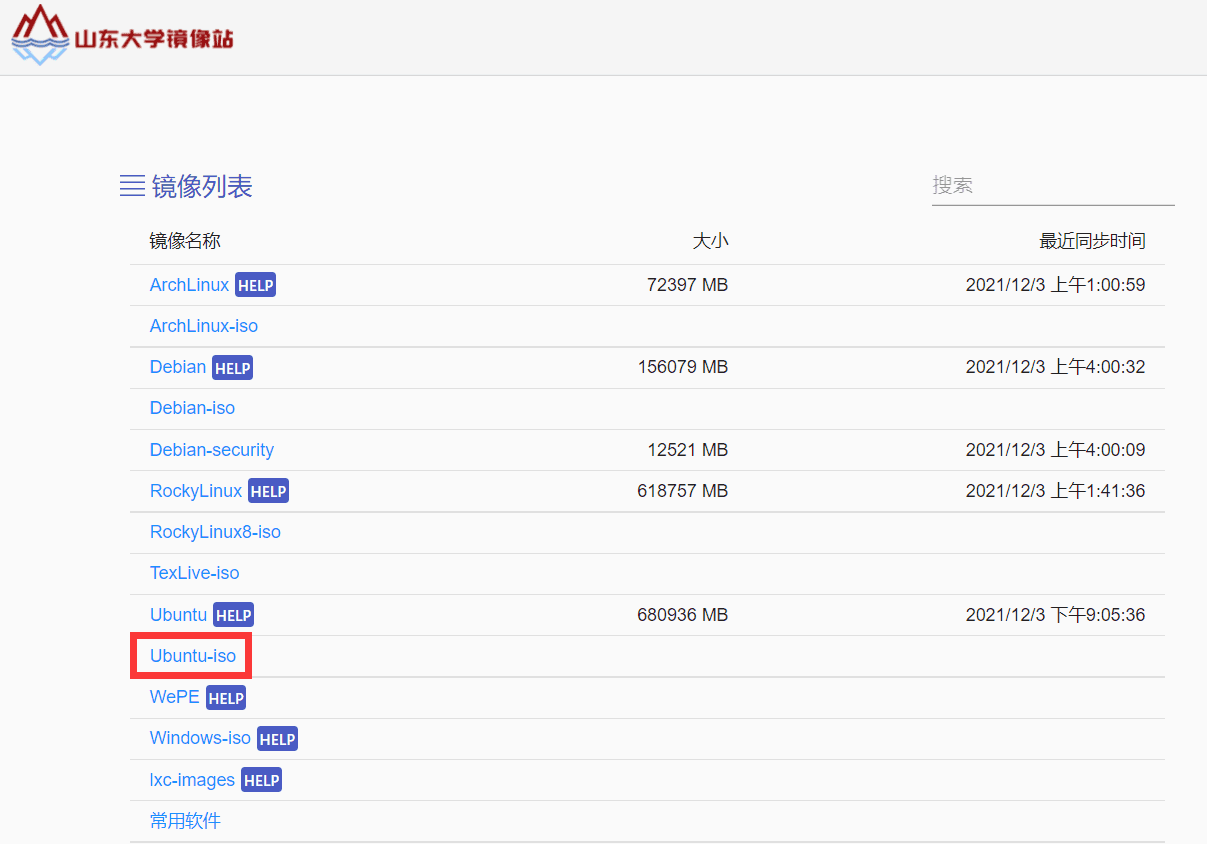 山东大学镜像站
镜像列表 搜索
镜像名称 大小 最近同步时间
ArchLinux HELP 72397 MB 2021/12/3 上午1:00:59
ArchLinux-iso
Debian HELP 156079 MB 2021/12/3 上午4:00:32
Debian-iso
Debian-security 12521 MB 2021/12/3 上午4:00:09
RockyLinux HELP 618757 MB 2021/12/3 上午1:41:36
RockyLinux8-iso
TexLive-iso
Ubuntu HELP 680936 MB 2021/12/3 下午9:05:36
Ubuntu-iso
WePE HELP
Windows-iso HELP
lxc-images HELP
常用软件